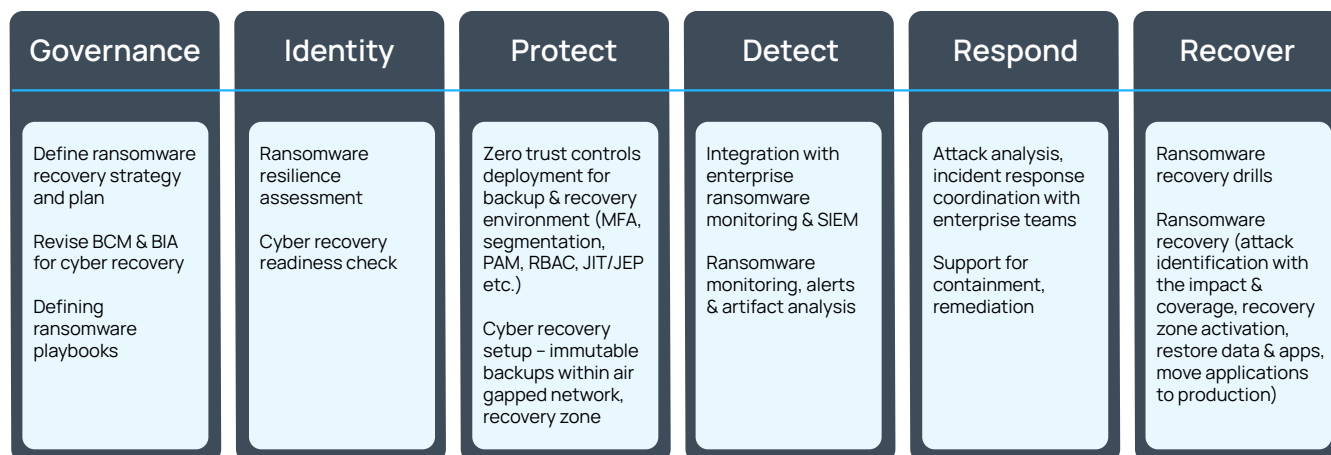 Governance
Define ransomware
recovery strategy
and plan
Revise BCM & BIA
for cyber recovery
Defining
ransomware
playbooks
Identity
Ransomware
resilience
assessment
Cyber recovery
readiness check
Protect
Zero trust controls
deployment for
backup & recovery
environment (MFA,
segmentation,
PAM, RBAC, JIT/JEP
etc.)
Cyber recovery
setup – immutable
backups within air
gapped network,
recovery zone
Detect
Integration with
enterprise
ransomware
monitoring & SIEM
Ransomware
monitoring, alerts
& artifact analysis
Respond
Attack analysis,
incident response
coordination with
enterprise teams
Support for
containment,
remediation
Recover
Ransomware
recovery drills
Ransomware
recovery (attack
identification with
the impact &
coverage, recovery
zone activation,
restore data & apps,
move applications
to production)